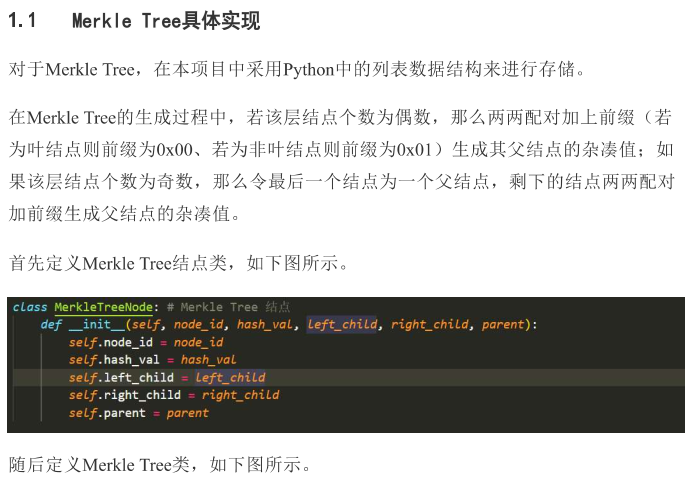 1.1 Merkle Tree具体实现
对于Merkle Tree，在本项目中采用Python中的列表数据结构来进行存储。
在Merkle Tree的生成过程中，若该层结点个数为偶数，那么两两配对加上前缀（若
为叶结点则前缀为0x00、若为非叶结点则前缀为0x01）生成其父结点的杂凑值；如
果该层结点个数为奇数，那么令最后一个结点为一个父结点，剩下的结点两两配对
加前缀生成父结点的杂凑值。
首先定义Merkle Tree结点类，如下图所示。
class MerkleTreeNode: # Merkle Tree 结点
def __init__(self, node_id, hash_val, left_child, right_child, parent):
self.node_id = node_id
self.hash_val = hash_val
self.left_child = left_child
self.right_child = right_child
self.parent = parent
随后定义Merkle Tree类，如下图所示。